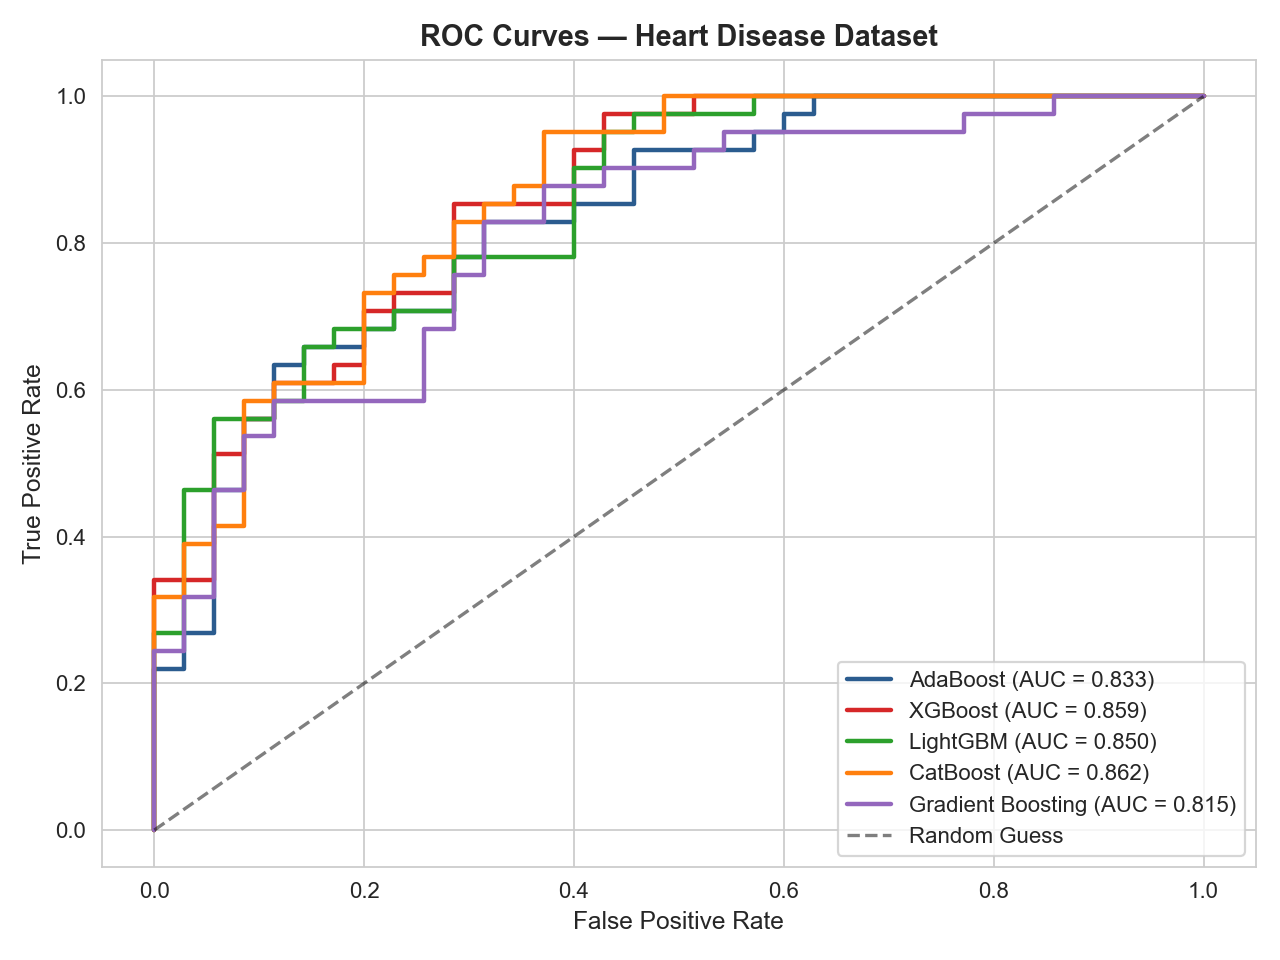 ROC Curves — Heart Disease Dataset
True Positive Rate
1.0
0.8
0.6
0.4
0.2
0.0
0.0 0.2 0.4 0.6 0.8 1.0
False Positive Rate
AdaBoost (AUC = 0.833)
XGBoost (AUC = 0.859)
LightGBM (AUC = 0.850)
CatBoost (AUC = 0.862)
Gradient Boosting (AUC = 0.815)
Random Guess